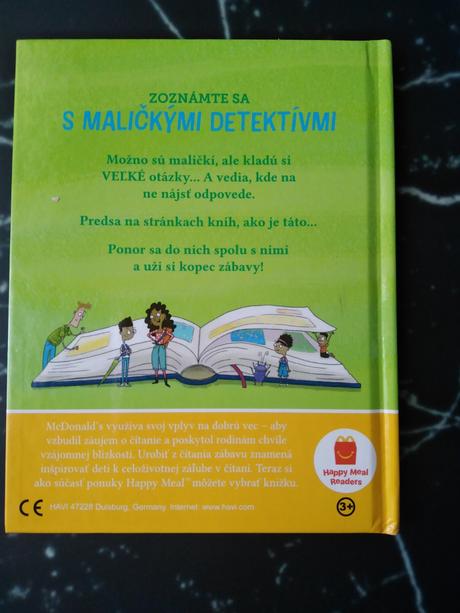 ZOZNÁMTE SA
S MALIČKÝMI DETEKTÍVMI
Možno sú maličkí, ale kladú si
VEĽKÉ otázky... A vedia, kde na
ne nájsť odpovede.
Predsa na stránkach kníh, ako je táto...
Ponor sa do nich spolu s nimi
a uži si kopec zábavy!
McDonald's využíva svoj vplyv na dobrú vec – aby
vzbudil záujem o čítanie a poskytol rodinám chvíle
vzájomnej blízkosti. Urobiť z čítania zábavu znamená
inšpirovať deti k celoživotnej záľube v čítaní. Teraz si
ako súčasť ponuky Happy Meal™ môžete vybrať knižku.
Happy Meal
Readers
CE HAVI 47228 Duisburg, Germany. Internet: www.havi.com
3+